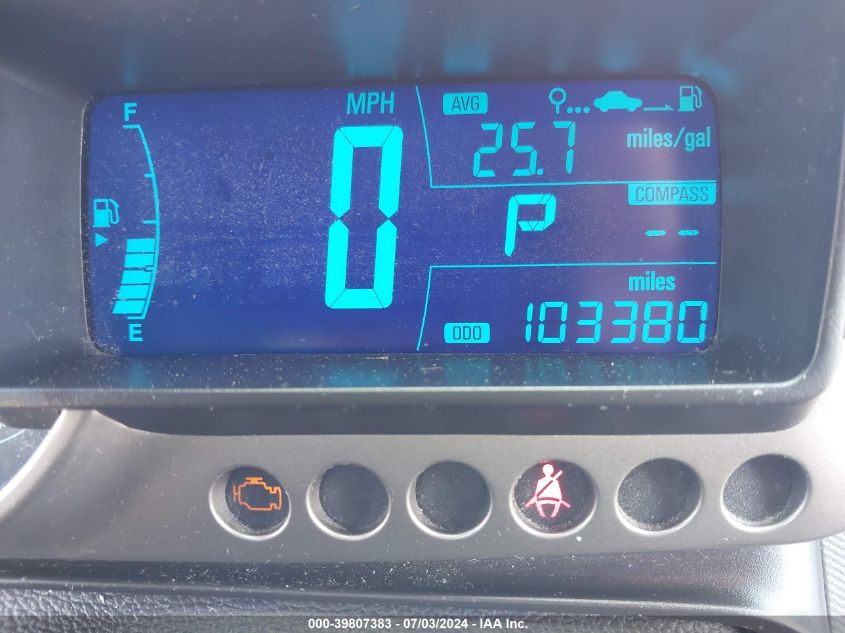 F
MPH
AVG
25.7 miles/gal
COMPASS
0
P
--
E
miles
ODO 103380
000-39807383 - 07/03/2024 - IAA Inc.